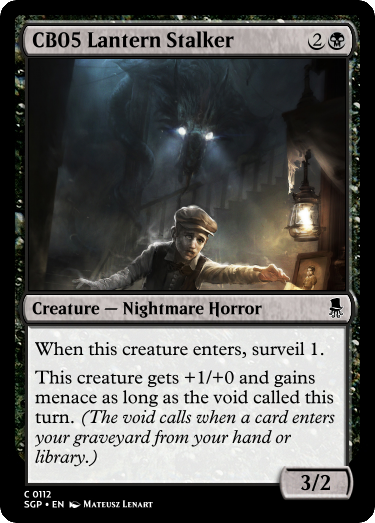 CB05 Lantern Stalker 2
Creature — Nightmare Horror
When this creature enters, surveil 1.
This creature gets +1/+0 and gains
menace as long as the void called this
turn. (The void calls when a card enters
your graveyard from your hand or
library.)
3/2
C 0112
SGP • EN Mateusz Lenart